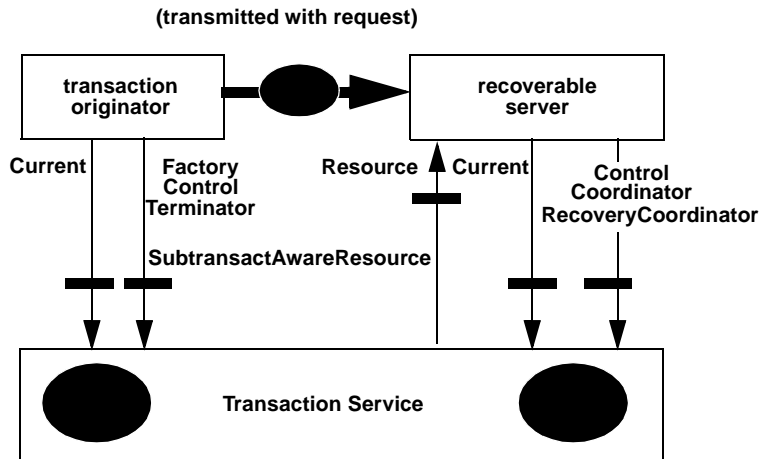 (transmitted with request)
transaction
originator
recoverable
server
Current
Factory
Control
Terminator
Resource
Current
Control
Coordinator
RecoveryCoordinator
SubtransactAwareResource
Transaction Service